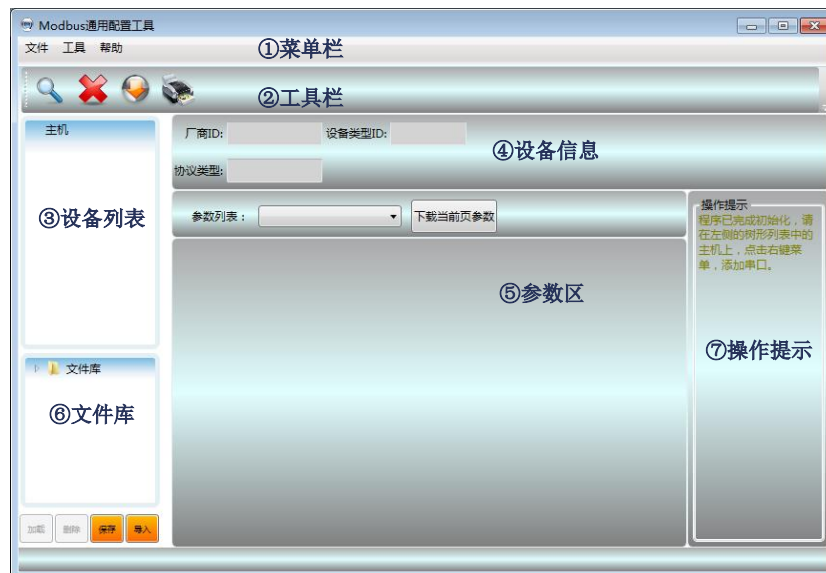 Modbus通用配置工具
文件 工具 帮助
①菜单栏
②工具栏
主机
③设备列表
厂商ID: 设备类型ID:
④设备信息
协议类型:
参数列表： 下载当前页参数
⑤参数区
操作提示
程序已完成初始化，请
在左侧的树形列表中的
主机上，点击右键菜
单，添加串口。
⑦操作提示
文件库
⑥文件库
加载 删除 保存 导入